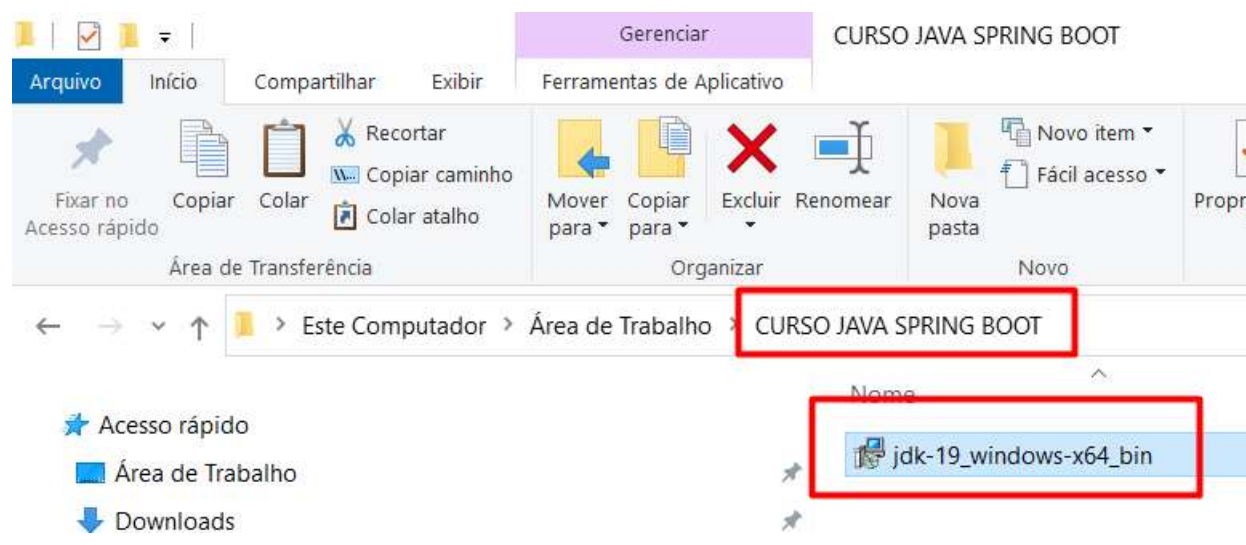 Gerenciar
CURSO JAVA SPRING BOOT
Arquivo Início Compartilhar Exibir Ferramentas de Aplicativo
Recortar
Copiar caminho
Colar atalho
Fixar no
Acesso rápido
Copiar
Colar
Mover
para
Copiar
para
Excluir
Renomear
Nova
pasta
Novo item
Fácil acesso
Área de Transferência
Organizar
Novo
Este Computador > Área de Trabalho > CURSO JAVA SPRING BOOT
Nome
Acesso rápido
jdk-19_windows-x64_bin
Área de Trabalho
Downloads